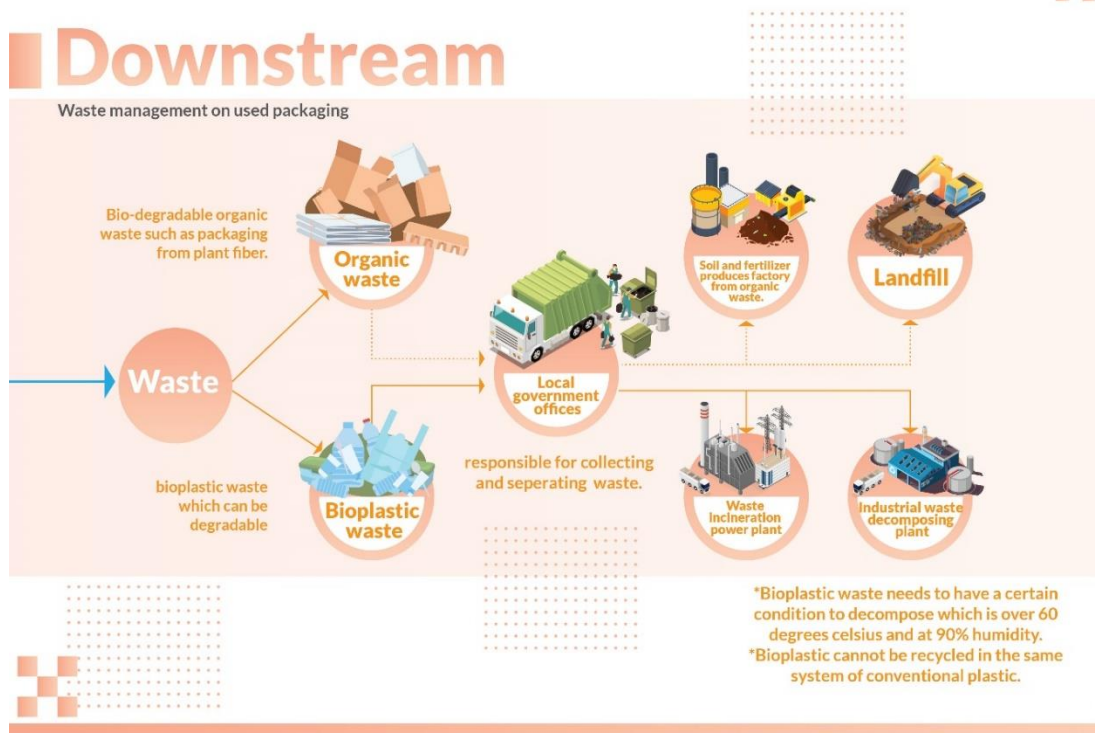 Downstream
Waste management on used packaging
Bio-degradable organic
waste such as packaging
from plant fiber.
Organic
waste
Soil and fertilizer
produces factory
from organic
waste.
Landfill
Waste
Local
government
offices
responsible for collecting
and seperating waste.
bioplastic waste
which can be
degradable
Bioplastic
waste
Waste
incineration
power plant
Industrial waste
decomposing
plant
*Bioplastic waste needs to have a certain
condition to decompose which is over 60
degrees celsius and at 90% humidity.
*Bioplastic cannot be recycled in the same
system of conventional plastic.